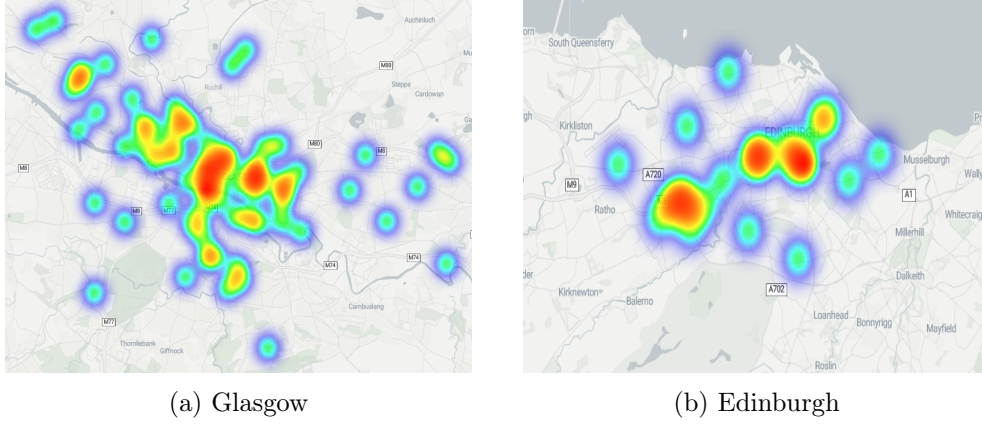 Auchinloch
M80
Stepps
Cardowan
Ruchill
M80
M8
M8
M8
M77
M74
M74
M74
Cambuslang
M77
Thornliebank
Giffnock
(a) Glasgow
South Queensferry
Kirkliston
EDINBURGH
Musselburgh
A720
M9
A1
Ratho
Whitecraig
Millerhill
Dalkeith
Kirknewton
Balerno
A702
Loanhead
Bonnyrigg
Mayfield
Roslin
(b) Edinburgh